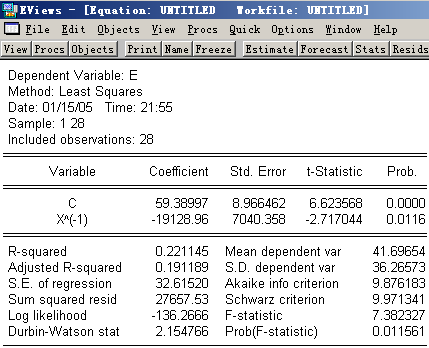 EViews - [Equation: UNTITLED Workfile: UNTITLED]
File Edit Objects View Procs Quick Options Window Help
View Procs Objects Print Name Freeze Estimate Forecast Stats Resids
Dependent Variable: E
Method: Least Squares
Date: 01/15/05 Time: 21:55
Sample: 1 28
Included observations: 28
Variable Coefficient Std. Error t-Statistic Prob.
C 59.38997 8.966462 6.623568 0.0000
X^(-1) -19128.96 7040.358 -2.717044 0.0116
R-squared 0.221145 Mean dependent var 41.69654
Adjusted R-squared 0.191189 S.D. dependent var 36.26573
S.E. of regression 32.61520 Akaike info criterion 9.876183
Sum squared resid 27657.53 Schwarz criterion 9.971341
Log likelihood -136.2666 F-statistic 7.382327
Durbin-Watson stat 2.154766 Prob(F-statistic) 0.011561